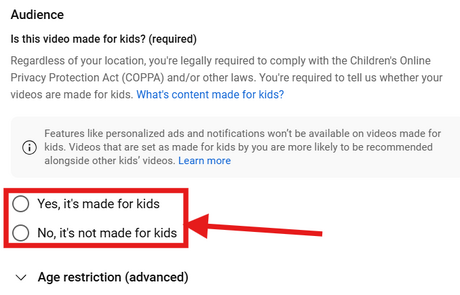 Audience
Is this video made for kids? (required)
Regardless of your location, you're legally required to comply with the Children's Online
Privacy Protection Act (COPPA) and/or other laws. You're required to tell us whether your
videos are made for kids. What's content made for kids?
Features like personalized ads and notifications won't be available on videos made for
kids. Videos that are set as made for kids by you are more likely to be recommended
alongside other kids' videos. Learn more
Yes, it's made for kids
No, it's not made for kids
Age restriction (advanced)